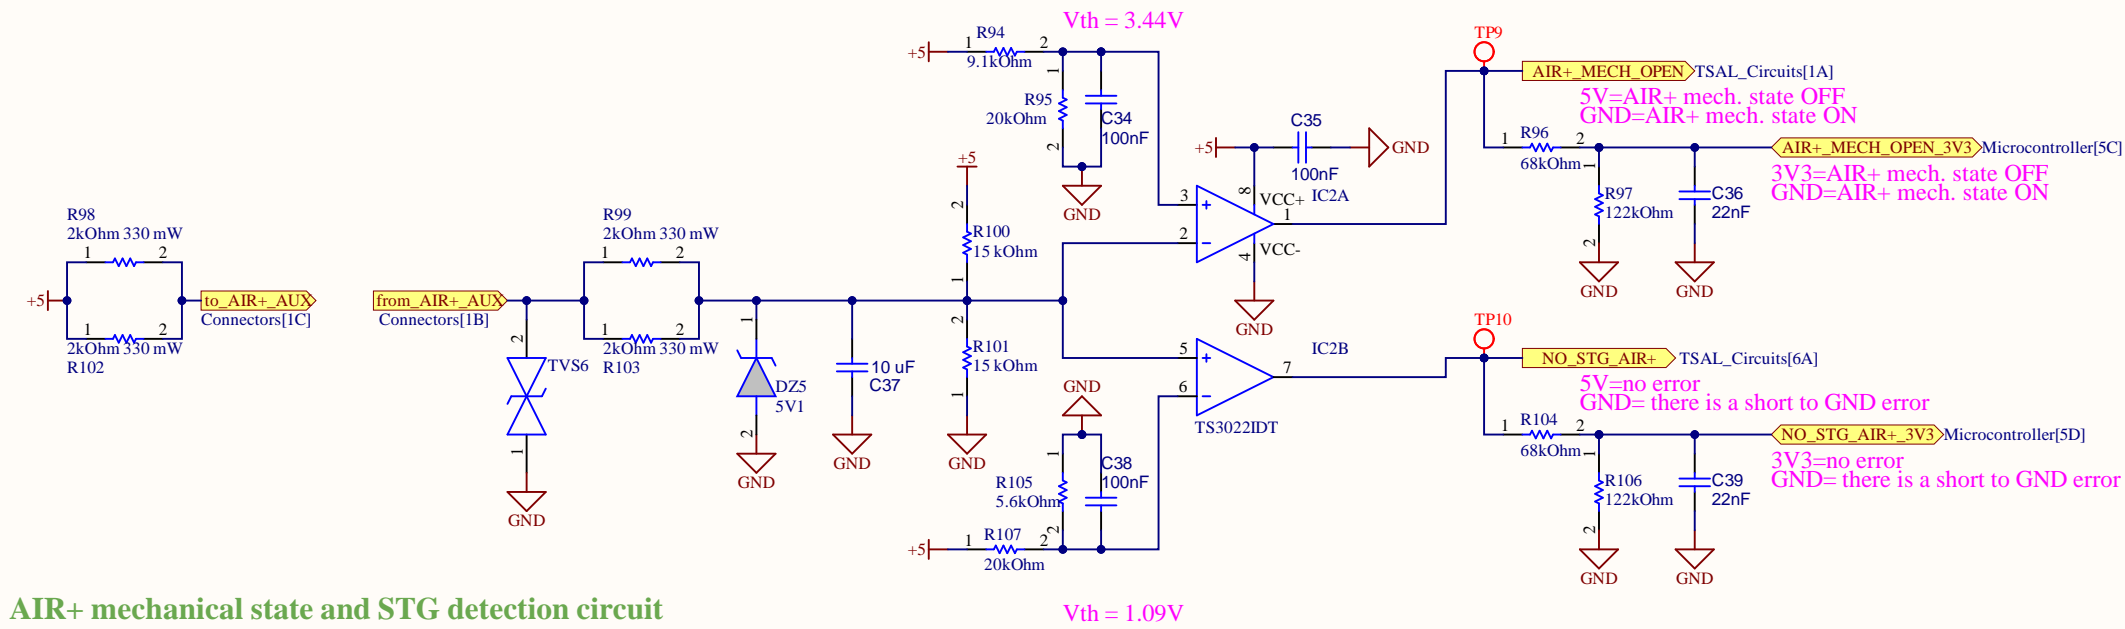 Vth = 3.44V
+5
1
R94
2
9.1kOhm
1
R95
20kOhm
2
C34
100nF
GND
+5
C35
100nF
GND
3
2
8
VCC+
IC2A
1
VCC-
4
GND
TP9
AIR+_MECH_OPEN
TSAL_Circuits[1A]
5V=AIR+ mech. state OFF
GND=AIR+ mech. state ON
1
R96
2
68kOhm
AIR+_MECH_OPEN_3V3
Microcontroller[5C]
3V3=AIR+ mech. state OFF
GND=AIR+ mech. state ON
1
R97
122kOhm
2
GND
C36
22nF
GND
R98
2kOhm 330 mW
1
2
+5
to_AIR+_AUX
Connectors[1C]
1
2
2kOhm 330 mW
R102
from_AIR+_AUX
Connectors[1B]
R99
2kOhm 330 mW
1
2
1
2
2kOhm 330 mW
R103
2
TVS6
1
GND
1
DZ5
5V1
2
GND
10 uF
C37
GND
+5
2
R100
15 kOhm
1
2
R101
15 kOhm
1
GND
5
6
IC2B
7
TS3022IDT
GND
1
R105
5.6kOhm
2
C38
100nF
+5
1
R107
2
20kOhm
Vth = 1.09V
TP10
NO_STG_AIR+
TSAL_Circuits[6A]
5V=no error
GND= there is a short to GND error
1
R104
2
68kOhm
NO_STG_AIR+_3V3
Microcontroller[5D]
3V3=no error
GND= there is a short to GND error
1
R106
122kOhm
2
GND
C39
22nF
GND
AIR+ mechanical state and STG detection circuit